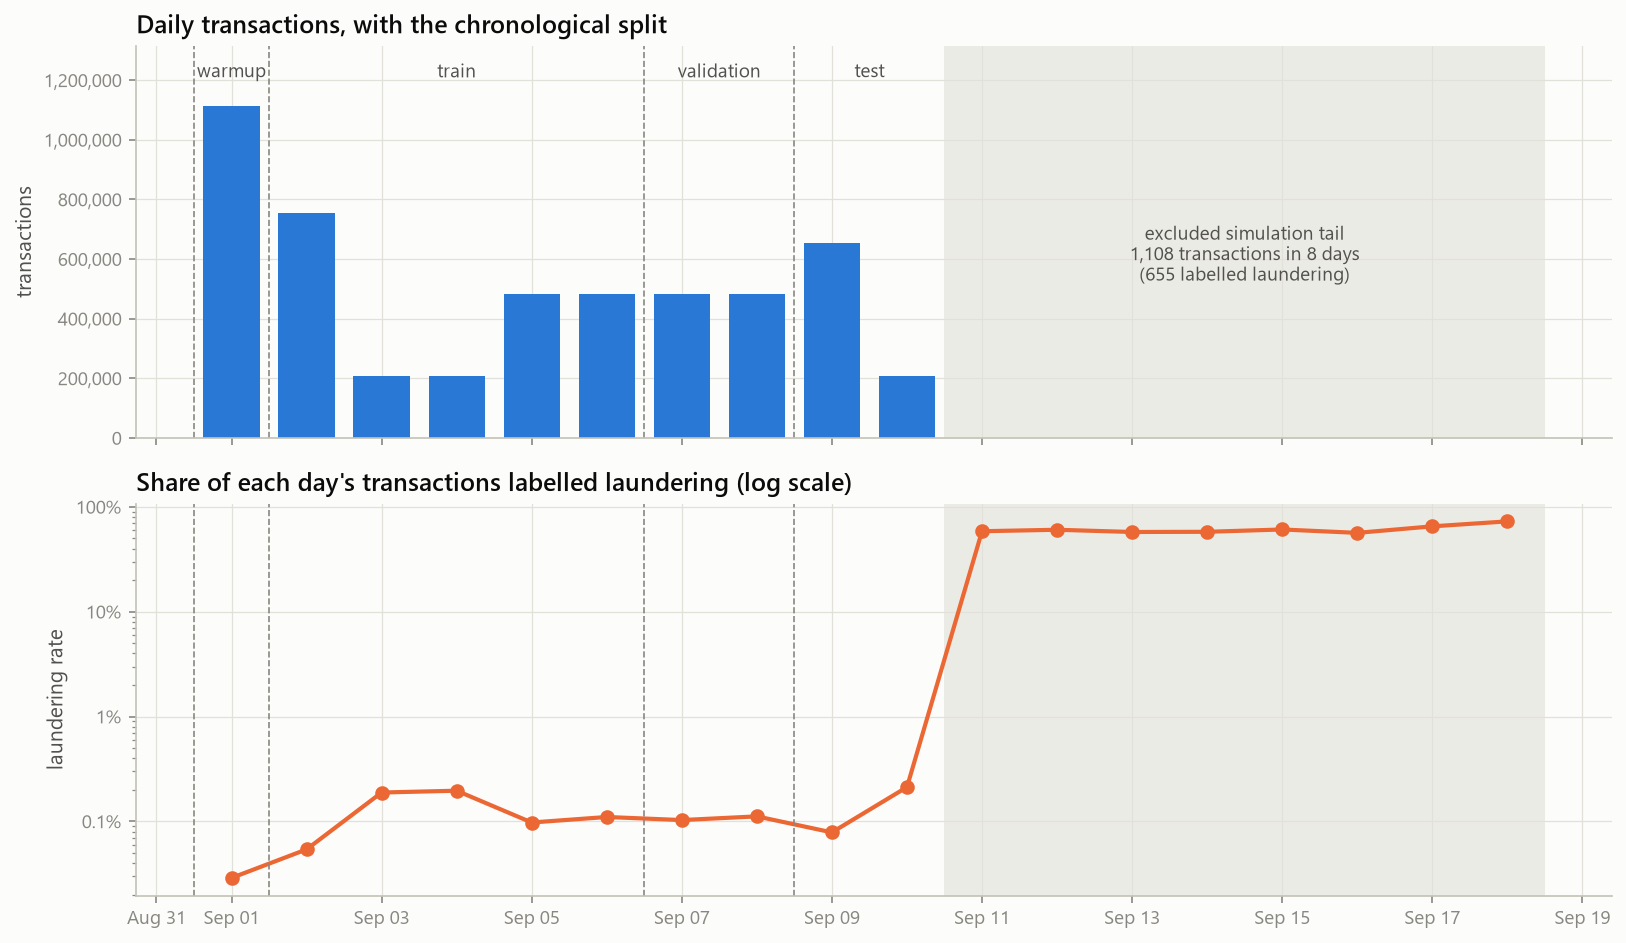 Daily transactions, with the chronological split
warmup
train
validation
test
1,200,000
1,000,000
800,000
600,000
400,000
200,000
0
transactions
excluded simulation tail
1,108 transactions in 8 days
(655 labelled laundering)
Share of each day's transactions labelled laundering (log scale)
100%
10%
1%
0.1%
laundering rate
Aug 31
Sep 01
Sep 03
Sep 05
Sep 07
Sep 09
Sep 11
Sep 13
Sep 15
Sep 17
Sep 19